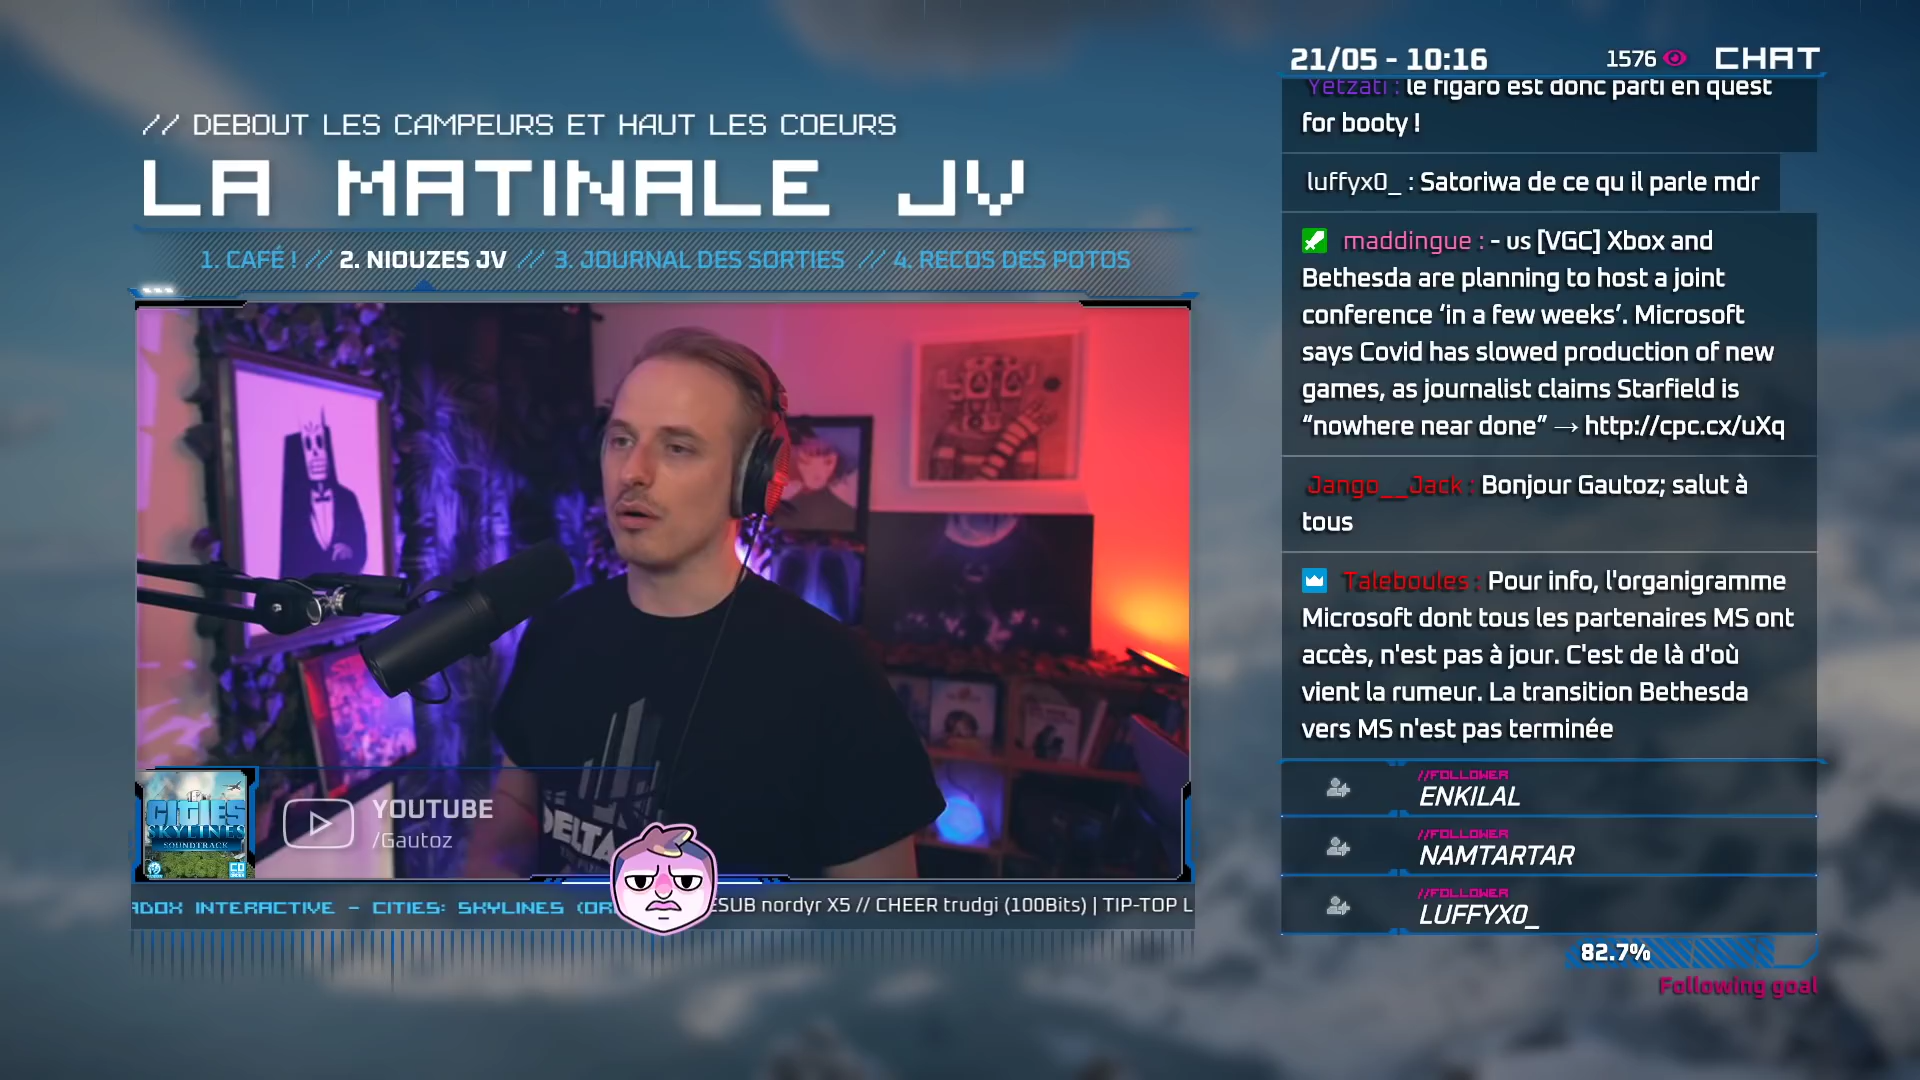 // DEBOUT LES CAMPEURS ET HAUT LES COEURS
LA MATINALE JV
1. CAFÉ ! // 2. NIOUZES JV // 3. JOURNAL DES SORTIES // 4. RECOS DES POTOS
CITIES
SKYLINES
SOUNDTRACK
YOUTUBE
/Gautoz
DELTA
ADOX INTERACTIVE - CITIES: SKYLINES (OR
ESUB nordyr X5 // CHEER trudgi (100Bits) | TIP-TOP L
21/05 - 10:16
1576
CHAT
Yetzati : le figaro est donc parti en quest
for booty !
luffyx0_ : Satoriwa de ce qu il parle mdr
maddingue : - us [VGC] Xbox and
Bethesda are planning to host a joint
conference ‘in a few weeks’. Microsoft
says Covid has slowed production of new
games, as journalist claims Starfield is
“nowhere near done” → http://cpc.cx/uXq
Jango__Jack : Bonjour Gautoz; salut à
tous
Taleboules : Pour info, l'organigramme
Microsoft dont tous les partenaires MS ont
accès, n'est pas à jour. C'est de là d'où
vient la rumeur. La transition Bethesda
vers MS n'est pas terminée
//FOLLOWER
ENKILAL
//FOLLOWER
NAMTARTAR
//FOLLOWER
LUFFYX0_
82.7%
Following goal